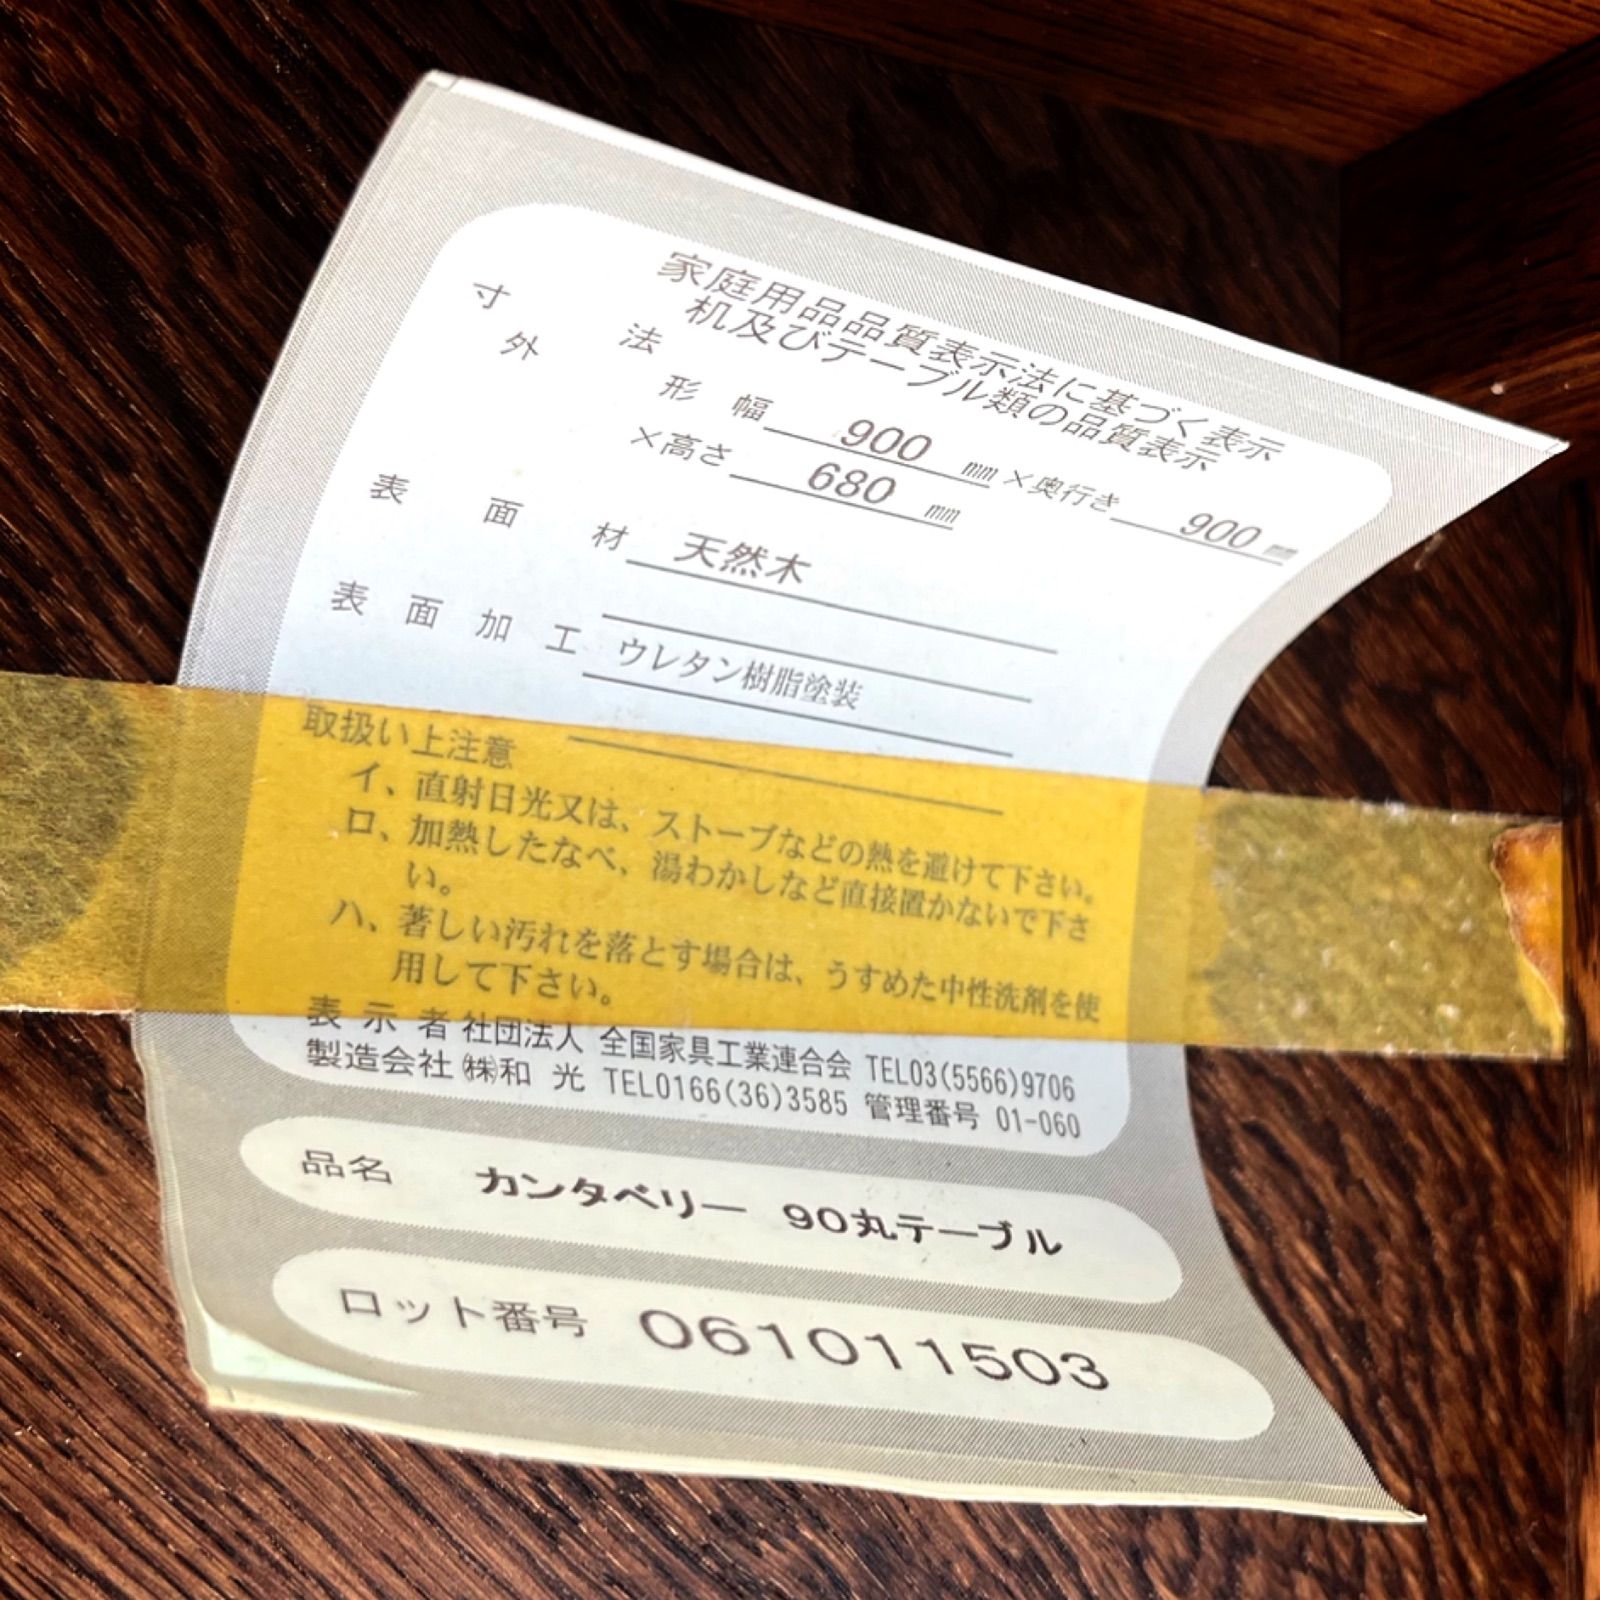 家庭用品品質表示法に基づく表示
机及びテーブル類の品質表示
寸 法
外 形 幅 900 mm ×奥行き 900 mm
×高さ 680 mm
表 面 材 天然木
表 面 加 工 ウレタン樹脂塗装
取扱い上注意
イ、直射日光又は、ストーブなどの熱を避けて下さい。
ロ、加熱したなべ、湯わかしなど直接置かないで下さ
い。
ハ、著しい汚れを落とす場合は、うすめた中性洗剤を使
用して下さい。
表 示 者 社団法人 全国家具工業連合会 TEL03(5566)9706
製造会社 ㈱和 光 TEL0166(36)3585 管理番号 01-060
品名 カンタベリー 90丸テーブル
ロット番号 061011503